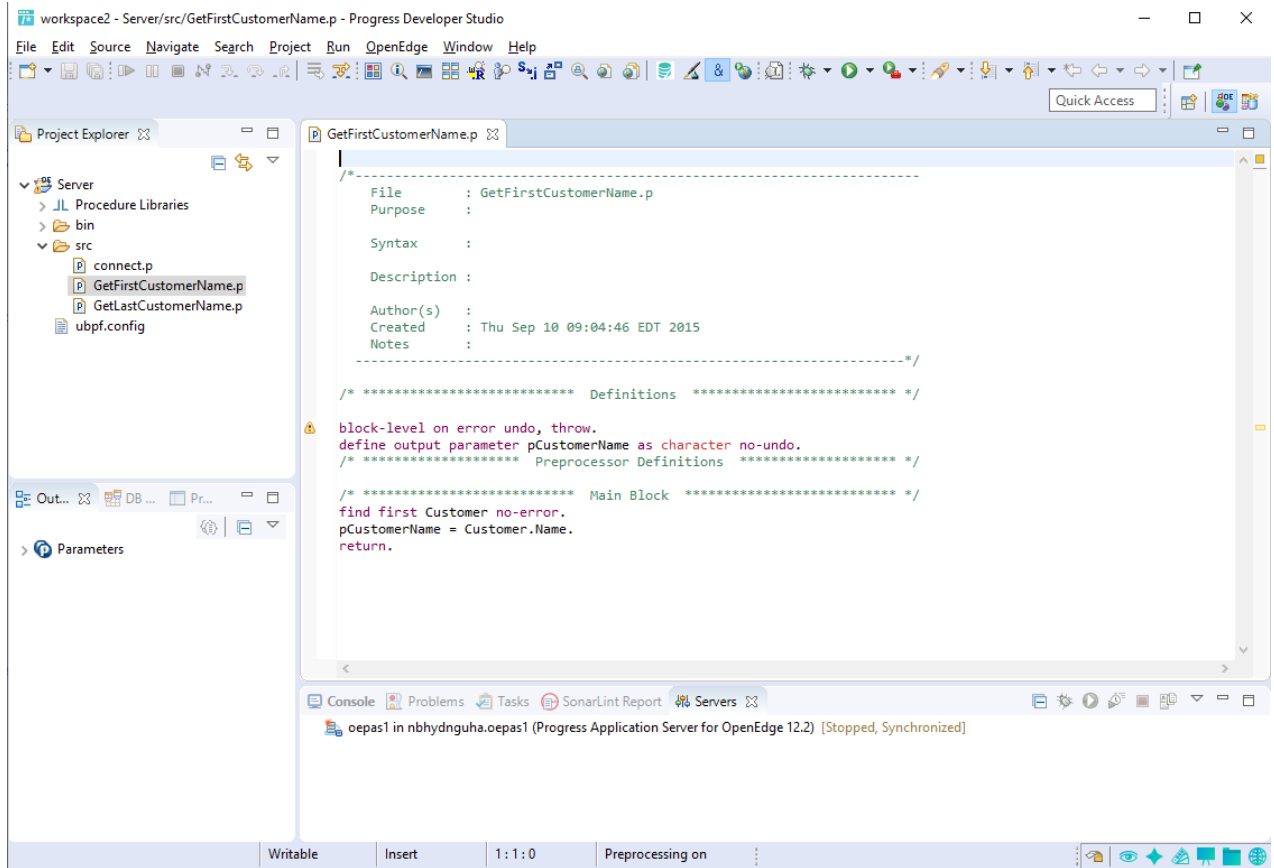 workspace2 - Server/src/GetFirstCustomerName.p - Progress Developer Studio
File Edit Source Navigate Search Project Run OpenEdge Window Help
Quick Access
Project Explorer
Server
Procedure Libraries
bin
src
connect.p
GetFirstCustomerName.p
GetLastCustomerName.p
ubpf.config
Out... DB ... Pr...
Parameters
GetFirstCustomerName.p
/*------------------------------------------------------------------------
File : GetFirstCustomerName.p
Purpose :
Syntax :
Description :
Author(s) :
Created : Thu Sep 10 09:04:46 EDT 2015
Notes :
----------------------------------------------------------------------*/
/* *************************** Definitions ************************** */
block-level on error undo, throw.
define output parameter pCustomerName as character no-undo.
/* ******************** Preprocessor Definitions ******************** */
/* *************************** Main Block *************************** */
find first Customer no-error.
pCustomerName = Customer.Name.
return.
Console Problems Tasks SonarLint Report Servers
oepas1 in nbhydnguha.oepas1 (Progress Application Server for OpenEdge 12.2) [Stopped, Synchronized]
Writable Insert 1 : 1 : 0 Preprocessing on